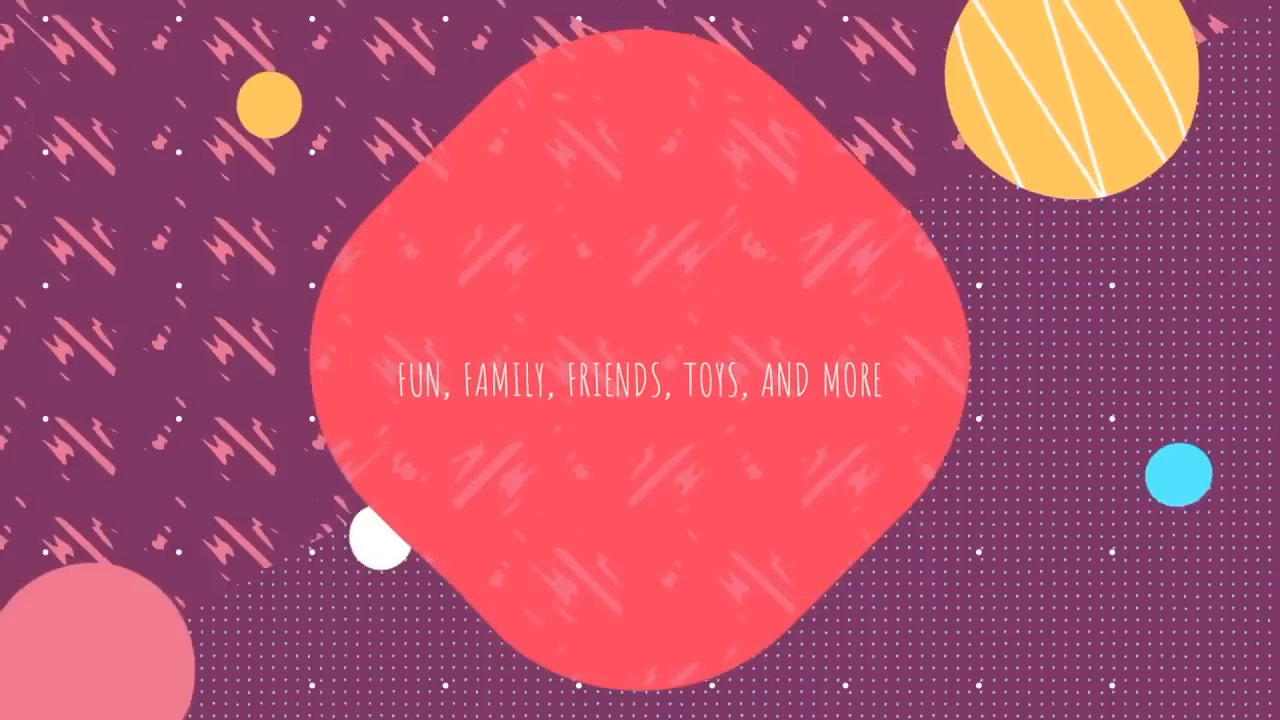 FUN, FAMILY, FRIENDS, TOYS, AND MORE